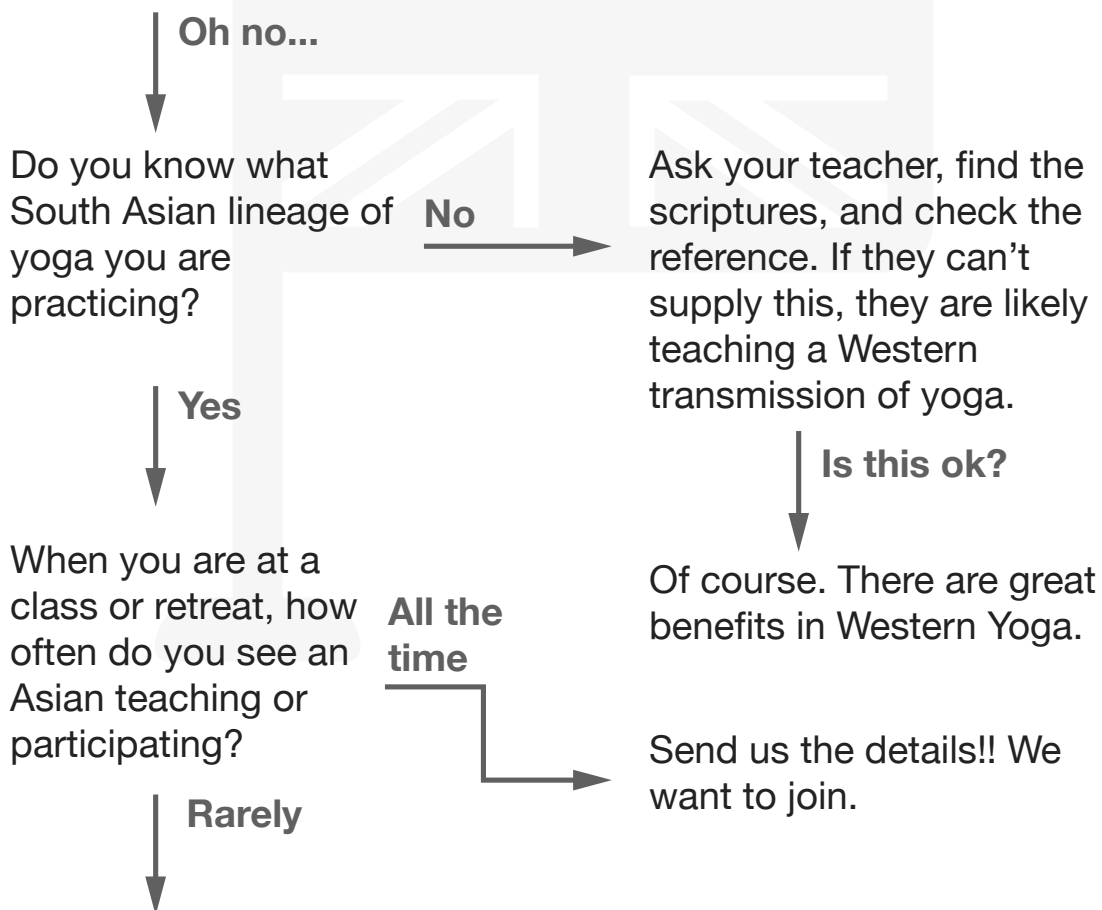 Oh no...
Do you know what
South Asian lineage of
yoga you are
practicing?
No
Ask your teacher, find the
scriptures, and check the
reference. If they can’t
supply this, they are likely
teaching a Western
transmission of yoga.
Yes
Is this ok?
Of course. There are great
benefits in Western Yoga.
When you are at a
class or retreat, how
often do you see an
Asian teaching or
participating?
All the
time
Send us the details!! We
want to join.
Rarely